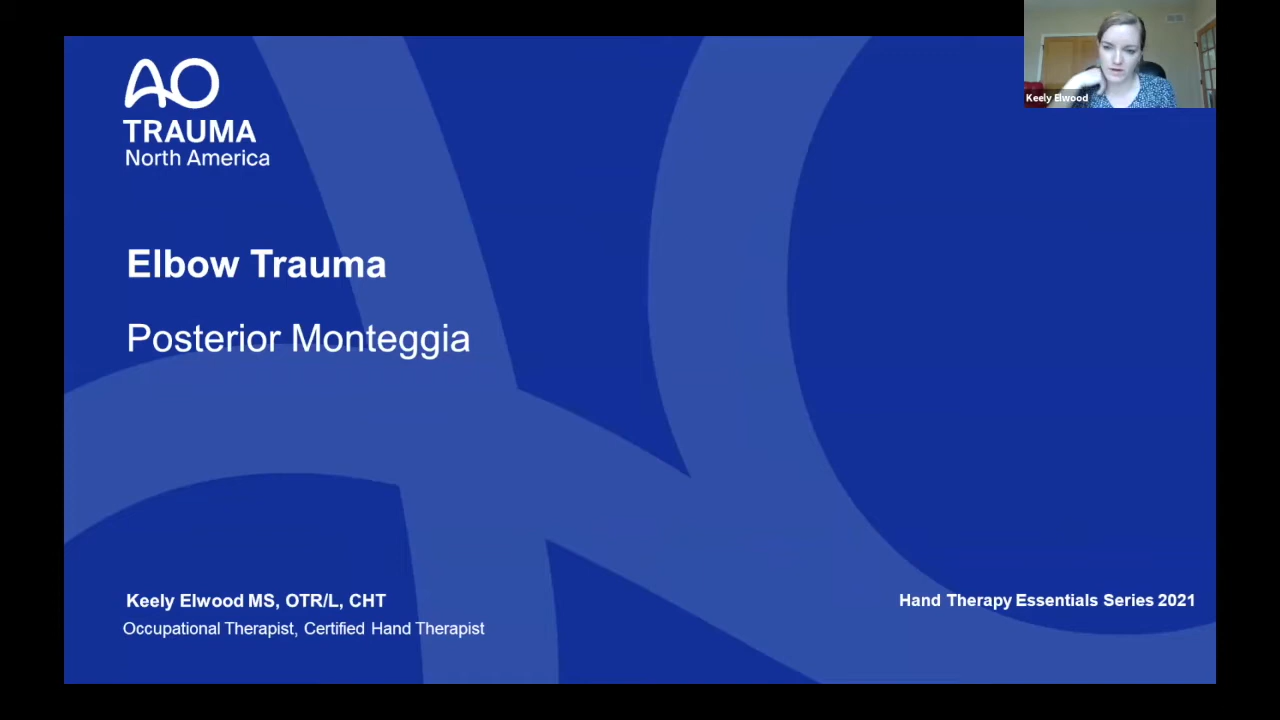 AO
TRAUMA
North America
Keely Elwood
Elbow Trauma
Posterior Monteggia
Keely Elwood MS, OTR/L, CHT
Occupational Therapist, Certified Hand Therapist
Hand Therapy Essentials Series 2021